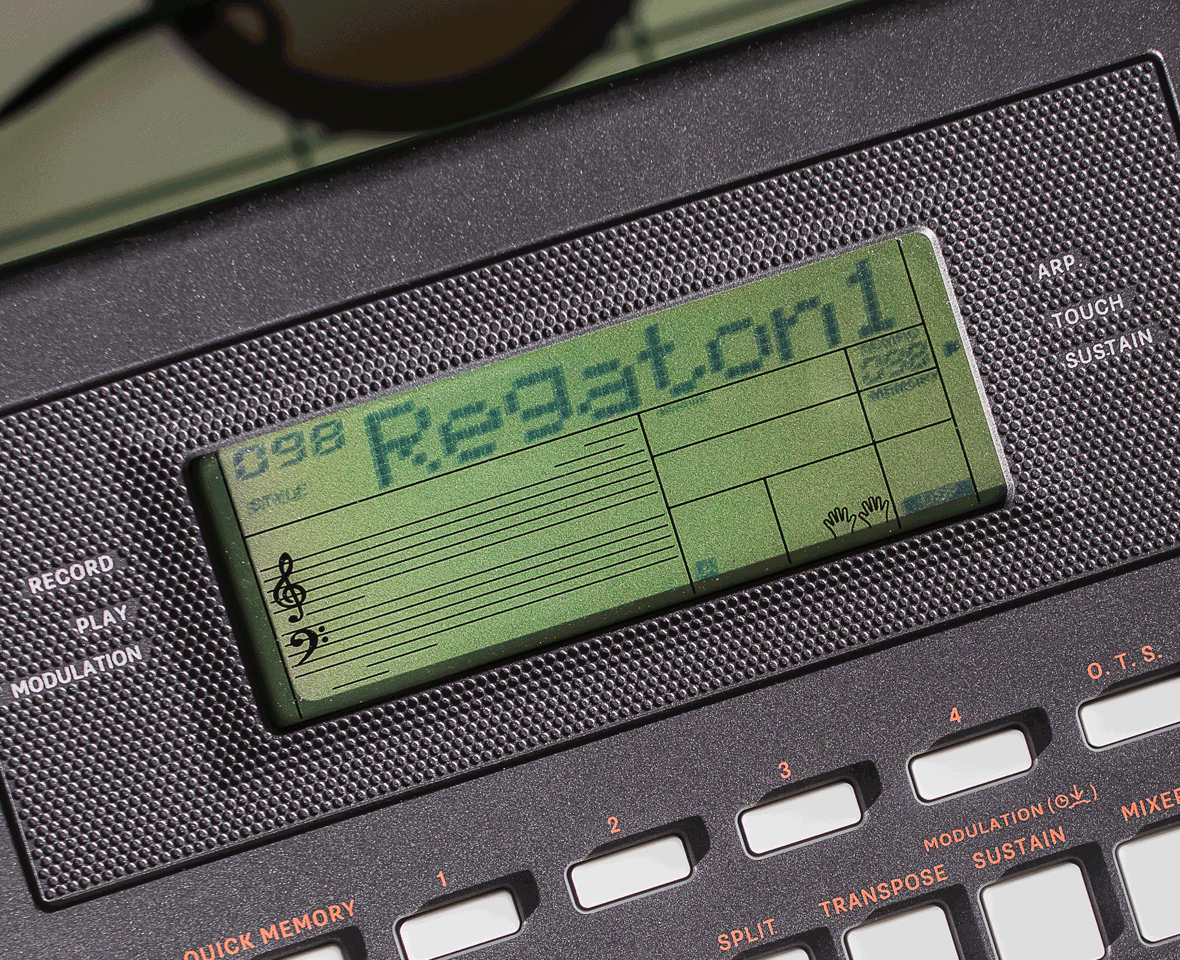 ARP.
TOUCH
SUSTAIN
098 Regaton1
STYLE
098
RECORD
PLAY
MODULATION
O.T.S.
4
3
2
1
MODULATION
MIXER
SUSTAIN
TRANSPOSE
SPLIT
QUICK MEMORY